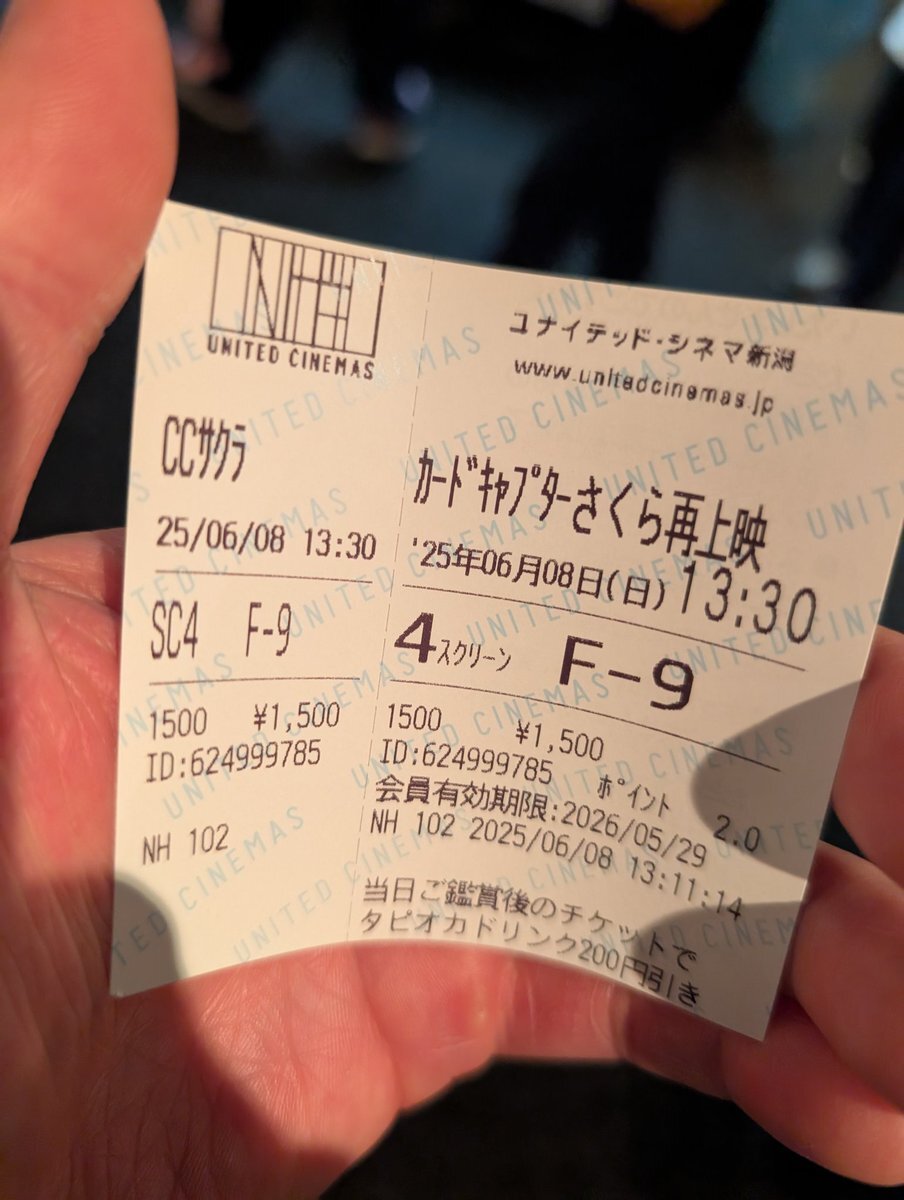 UNITED CINEMAS
CCサクラ
25/06/08 13:30
SC4 F-9
1500 ¥1,500
ID:624999785
NH 102
ユナイテッド・シネマ新潟
www.unitedcinemas.jp
カードキャプターさくら再上映
'25年06月08日(日) 13:30
4スクリーン F-9
1500 ¥1,500
ID:624999785 ポイント 2.0
会員有効期限:2026/05/29
NH 102 2025/06/08 13:11:14
当日ご鑑賞後のチケットで
タピオカドリンク200円引き